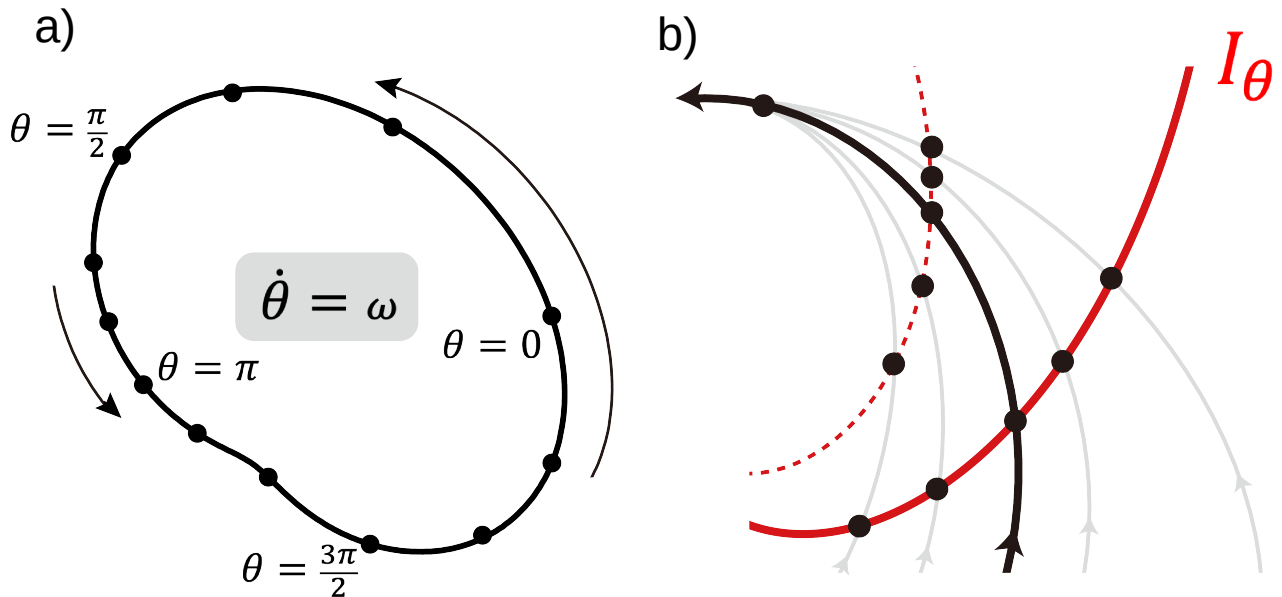 a)
θ = π/2
θ̇ = ω
θ = 0
θ = π
θ = 3π/2
b)
I_θ